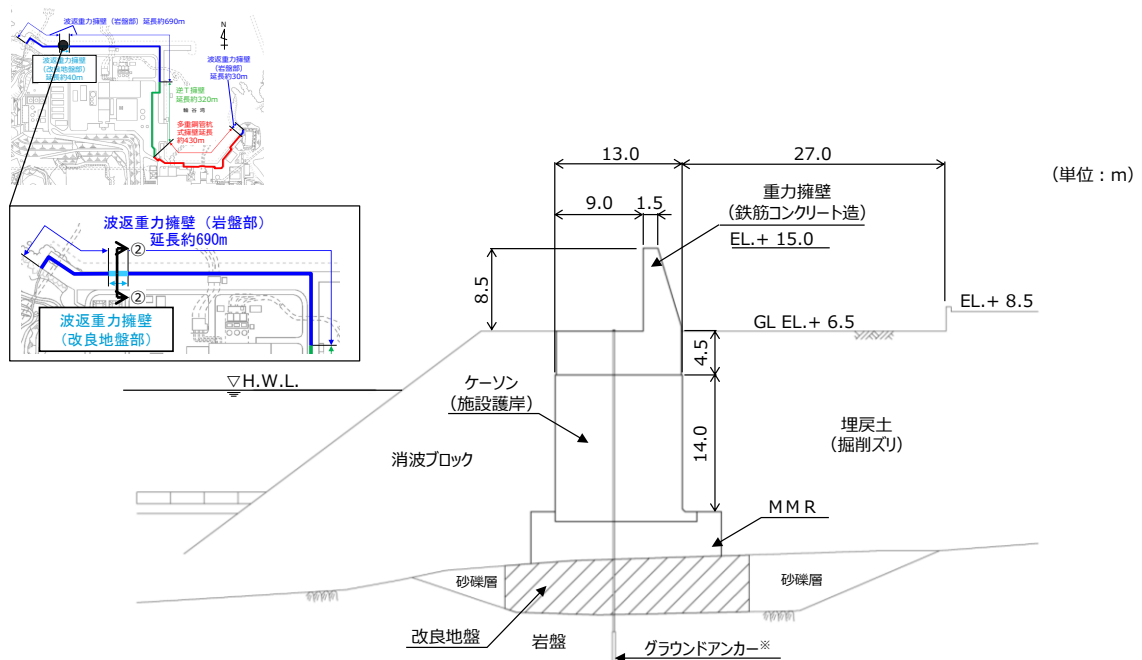 波返重力擁壁（岩盤部）延長約690m
N
波返重力擁壁
（改良地盤部）
延長約40m
波返重力擁壁
（岩盤部）
延長約30m
逆T擁壁
延長約320m
輪谷湾
多重鋼管杭
式擁壁延長
約430m
波返重力擁壁（岩盤部）
延長約690m
②
②
波返重力擁壁
（改良地盤部）
（単位：m）
13.0
27.0
9.0
1.5
重力擁壁
（鉄筋コンクリート造）
EL.+ 15.0
8.5
EL.+ 8.5
GL EL.+ 6.5
4.5
▽H.W.L.
ケーソン
（施設護岸）
埋戻土
（掘削ズリ）
消波ブロック
14.0
MMR
砂礫層
砂礫層
改良地盤
岩盤
グラウンドアンカー※